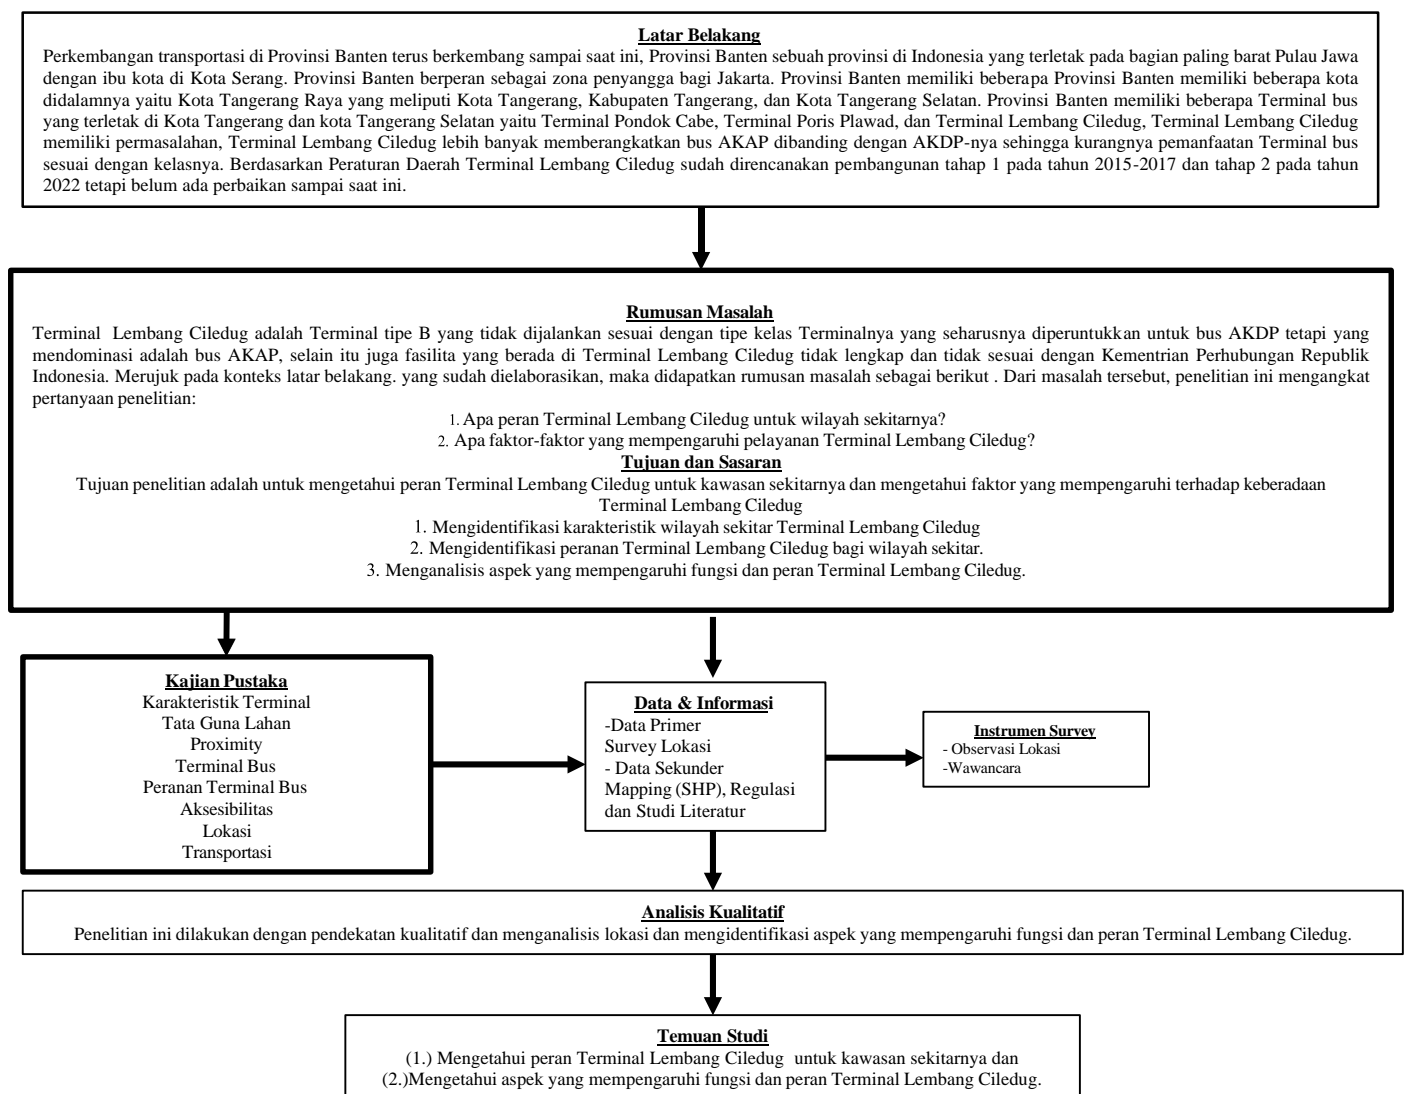 Latar Belakang
Perkembangan transportasi di Provinsi Banten terus berkembang sampai saat ini, Provinsi Banten sebuah provinsi di Indonesia yang terletak pada bagian paling barat Pulau Jawa
dengan ibu kota di Kota Serang. Provinsi Banten berperan sebagai zona penyangga bagi Jakarta. Provinsi Banten memiliki beberapa Provinsi Banten memiliki beberapa kota
didalamnya yaitu Kota Tangerang Raya yang meliputi Kota Tangerang, Kabupaten Tangerang, dan Kota Tangerang Selatan. Provinsi Banten memiliki beberapa Terminal bus
yang terletak di Kota Tangerang dan kota Tangerang Selatan yaitu Terminal Pondok Cabe, Terminal Poris Plawad, dan Terminal Lembang Ciledug, Terminal Lembang Ciledug
memiliki permasalahan, Terminal Lembang Ciledug lebih banyak memberangkatkan bus AKAP dibanding dengan AKDP-nya sehingga kurangnya pemanfaatan Terminal bus
sesuai dengan kelasnya. Berdasarkan Peraturan Daerah Terminal Lembang Ciledug sudah direncanakan pembangunan tahap 1 pada tahun 2015-2017 dan tahap 2 pada tahun
2022 tetapi belum ada perbaikan sampai saat ini.
Rumusan Masalah
Terminal Lembang Ciledug adalah Terminal tipe B yang tidak dijalankan sesuai dengan tipe kelas Terminalnya yang seharusnya diperuntukkan untuk bus AKDP tetapi yang
mendominasi adalah bus AKAP, selain itu juga fasilita yang berada di Terminal Lembang Ciledug tidak lengkap dan tidak sesuai dengan Kementrian Perhubungan Republik
Indonesia. Merujuk pada konteks latar belakang. yang sudah dielaborasikan, maka didapatkan rumusan masalah sebagai berikut . Dari masalah tersebut, penelitian ini mengangkat
pertanyaan penelitian:
1. Apa peran Terminal Lembang Ciledug untuk wilayah sekitarnya?
2. Apa faktor-faktor yang mempengaruhi pelayanan Terminal Lembang Ciledug?
Tujuan dan Sasaran
Tujuan penelitian adalah untuk mengetahui peran Terminal Lembang Ciledug untuk kawasan sekitarnya dan mengetahui faktor yang mempengaruhi terhadap keberadaan
Terminal Lembang Ciledug
1. Mengidentifikasi karakteristik wilayah sekitar Terminal Lembang Ciledug
2. Mengidentifikasi peranan Terminal Lembang Ciledug bagi wilayah sekitar.
3. Menganalisis aspek yang mempengaruhi fungsi dan peran Terminal Lembang Ciledug.
Kajian Pustaka
Karakteristik Terminal
Tata Guna Lahan
Proximity
Terminal Bus
Peranan Terminal Bus
Aksesibilitas
Lokasi
Transportasi
Data & Informasi
-Data Primer
Survey Lokasi
- Data Sekunder
Mapping (SHP), Regulasi
dan Studi Literatur
Instrumen Survey
- Observasi Lokasi
-Wawancara
Analisis Kualitatif
Penelitian ini dilakukan dengan pendekatan kualitatif dan menganalisis lokasi dan mengidentifikasi aspek yang mempengaruhi fungsi dan peran Terminal Lembang Ciledug.
Temuan Studi
(1.) Mengetahui peran Terminal Lembang Ciledug untuk kawasan sekitarnya dan
(2.)Mengetahui aspek yang mempengaruhi fungsi dan peran Terminal Lembang Ciledug.